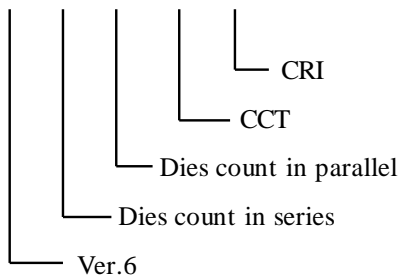 CRI
CCT
Dies count in parallel
Dies count in series
Ver.6